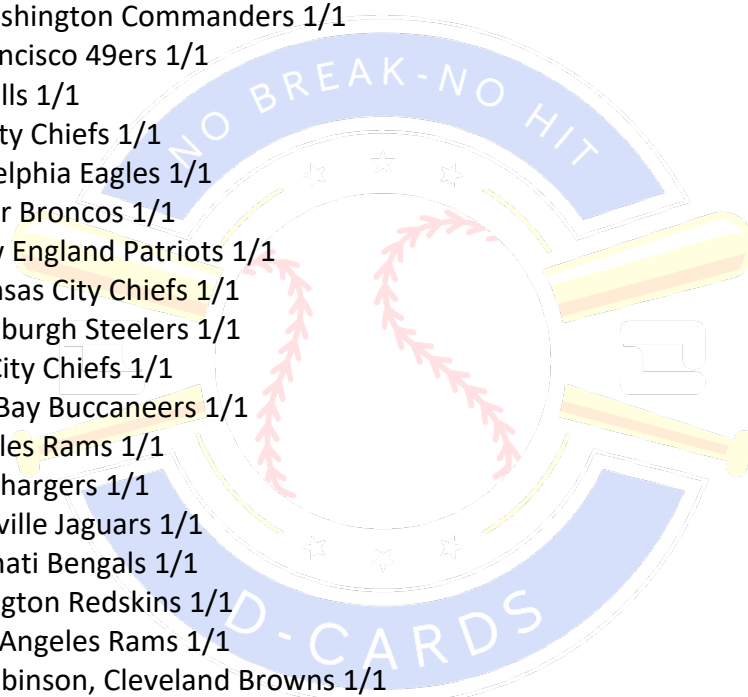 shington Commanders 1/1
ncisco 49ers 1/1
lls 1/1
ty Chiefs 1/1
elphia Eagles 1/1
r Broncos 1/1
England Patriots 1/1
nsas City Chiefs 1/1
burgh Steelers 1/1
City Chiefs 1/1
Bay Buccaneers 1/1
les Rams 1/1
hargers 1/1
ville Jaguars 1/1
nati Bengals 1/1
gton Redskins 1/1
Angeles Rams 1/1
binson, Cleveland Browns 1/1
NO BREAK-NO HIT
D-CARDS